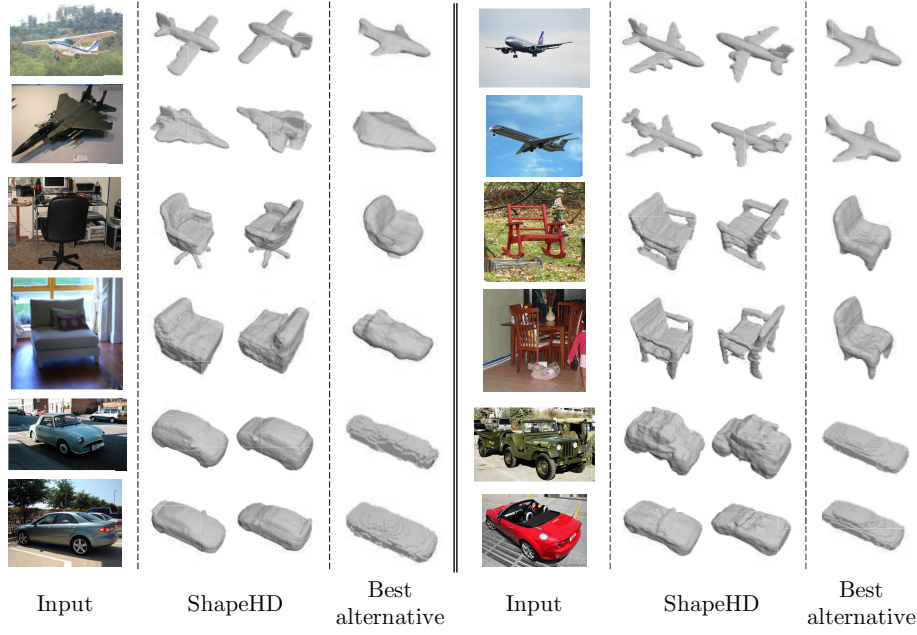 Input
ShapeHD
Best
alternative
Input
ShapeHD
Best
alternative